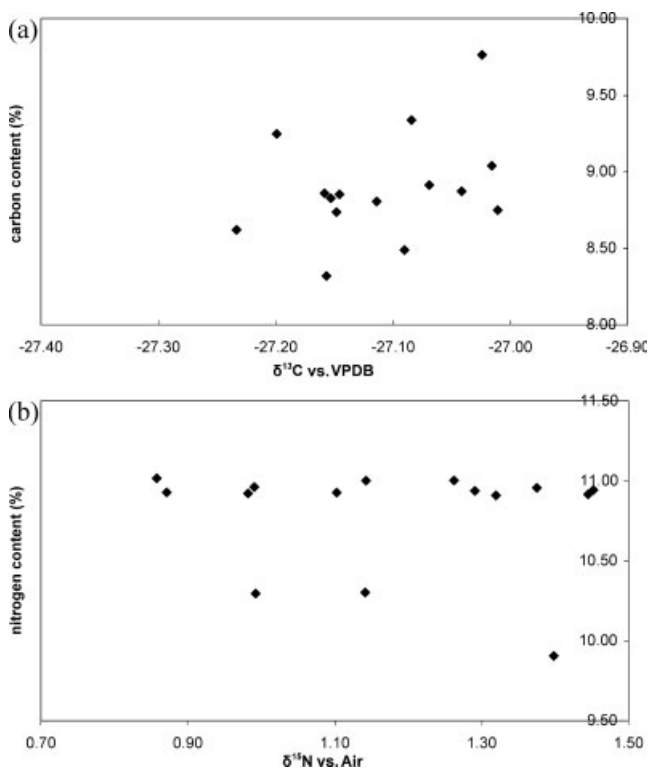 (a)
10.00
9.50
9.00
8.50
8.00
carbon content (%)
-27.40 -27.30 -27.20 -27.10 -27.00 -26.90
δ¹³C vs. VPDB
(b)
11.50
11.00
10.50
10.00
9.50
nitrogen content (%)
0.70 0.90 1.10 1.30 1.50
δ¹⁵N vs. Air